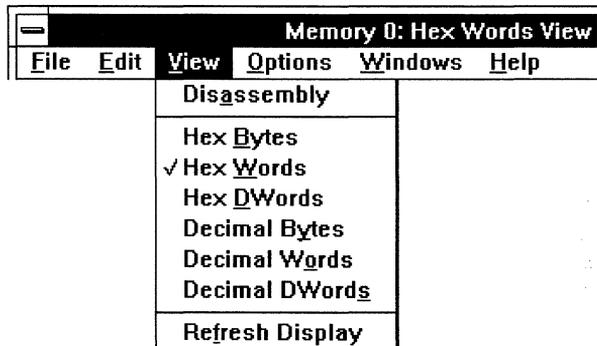 Memory 0: Hex Words View
File Edit View Options Windows Help
Disassembly
Hex Bytes
√ Hex Words
Hex DWords
Decimal Bytes
Decimal Words
Decimal DWords
Refresh Display